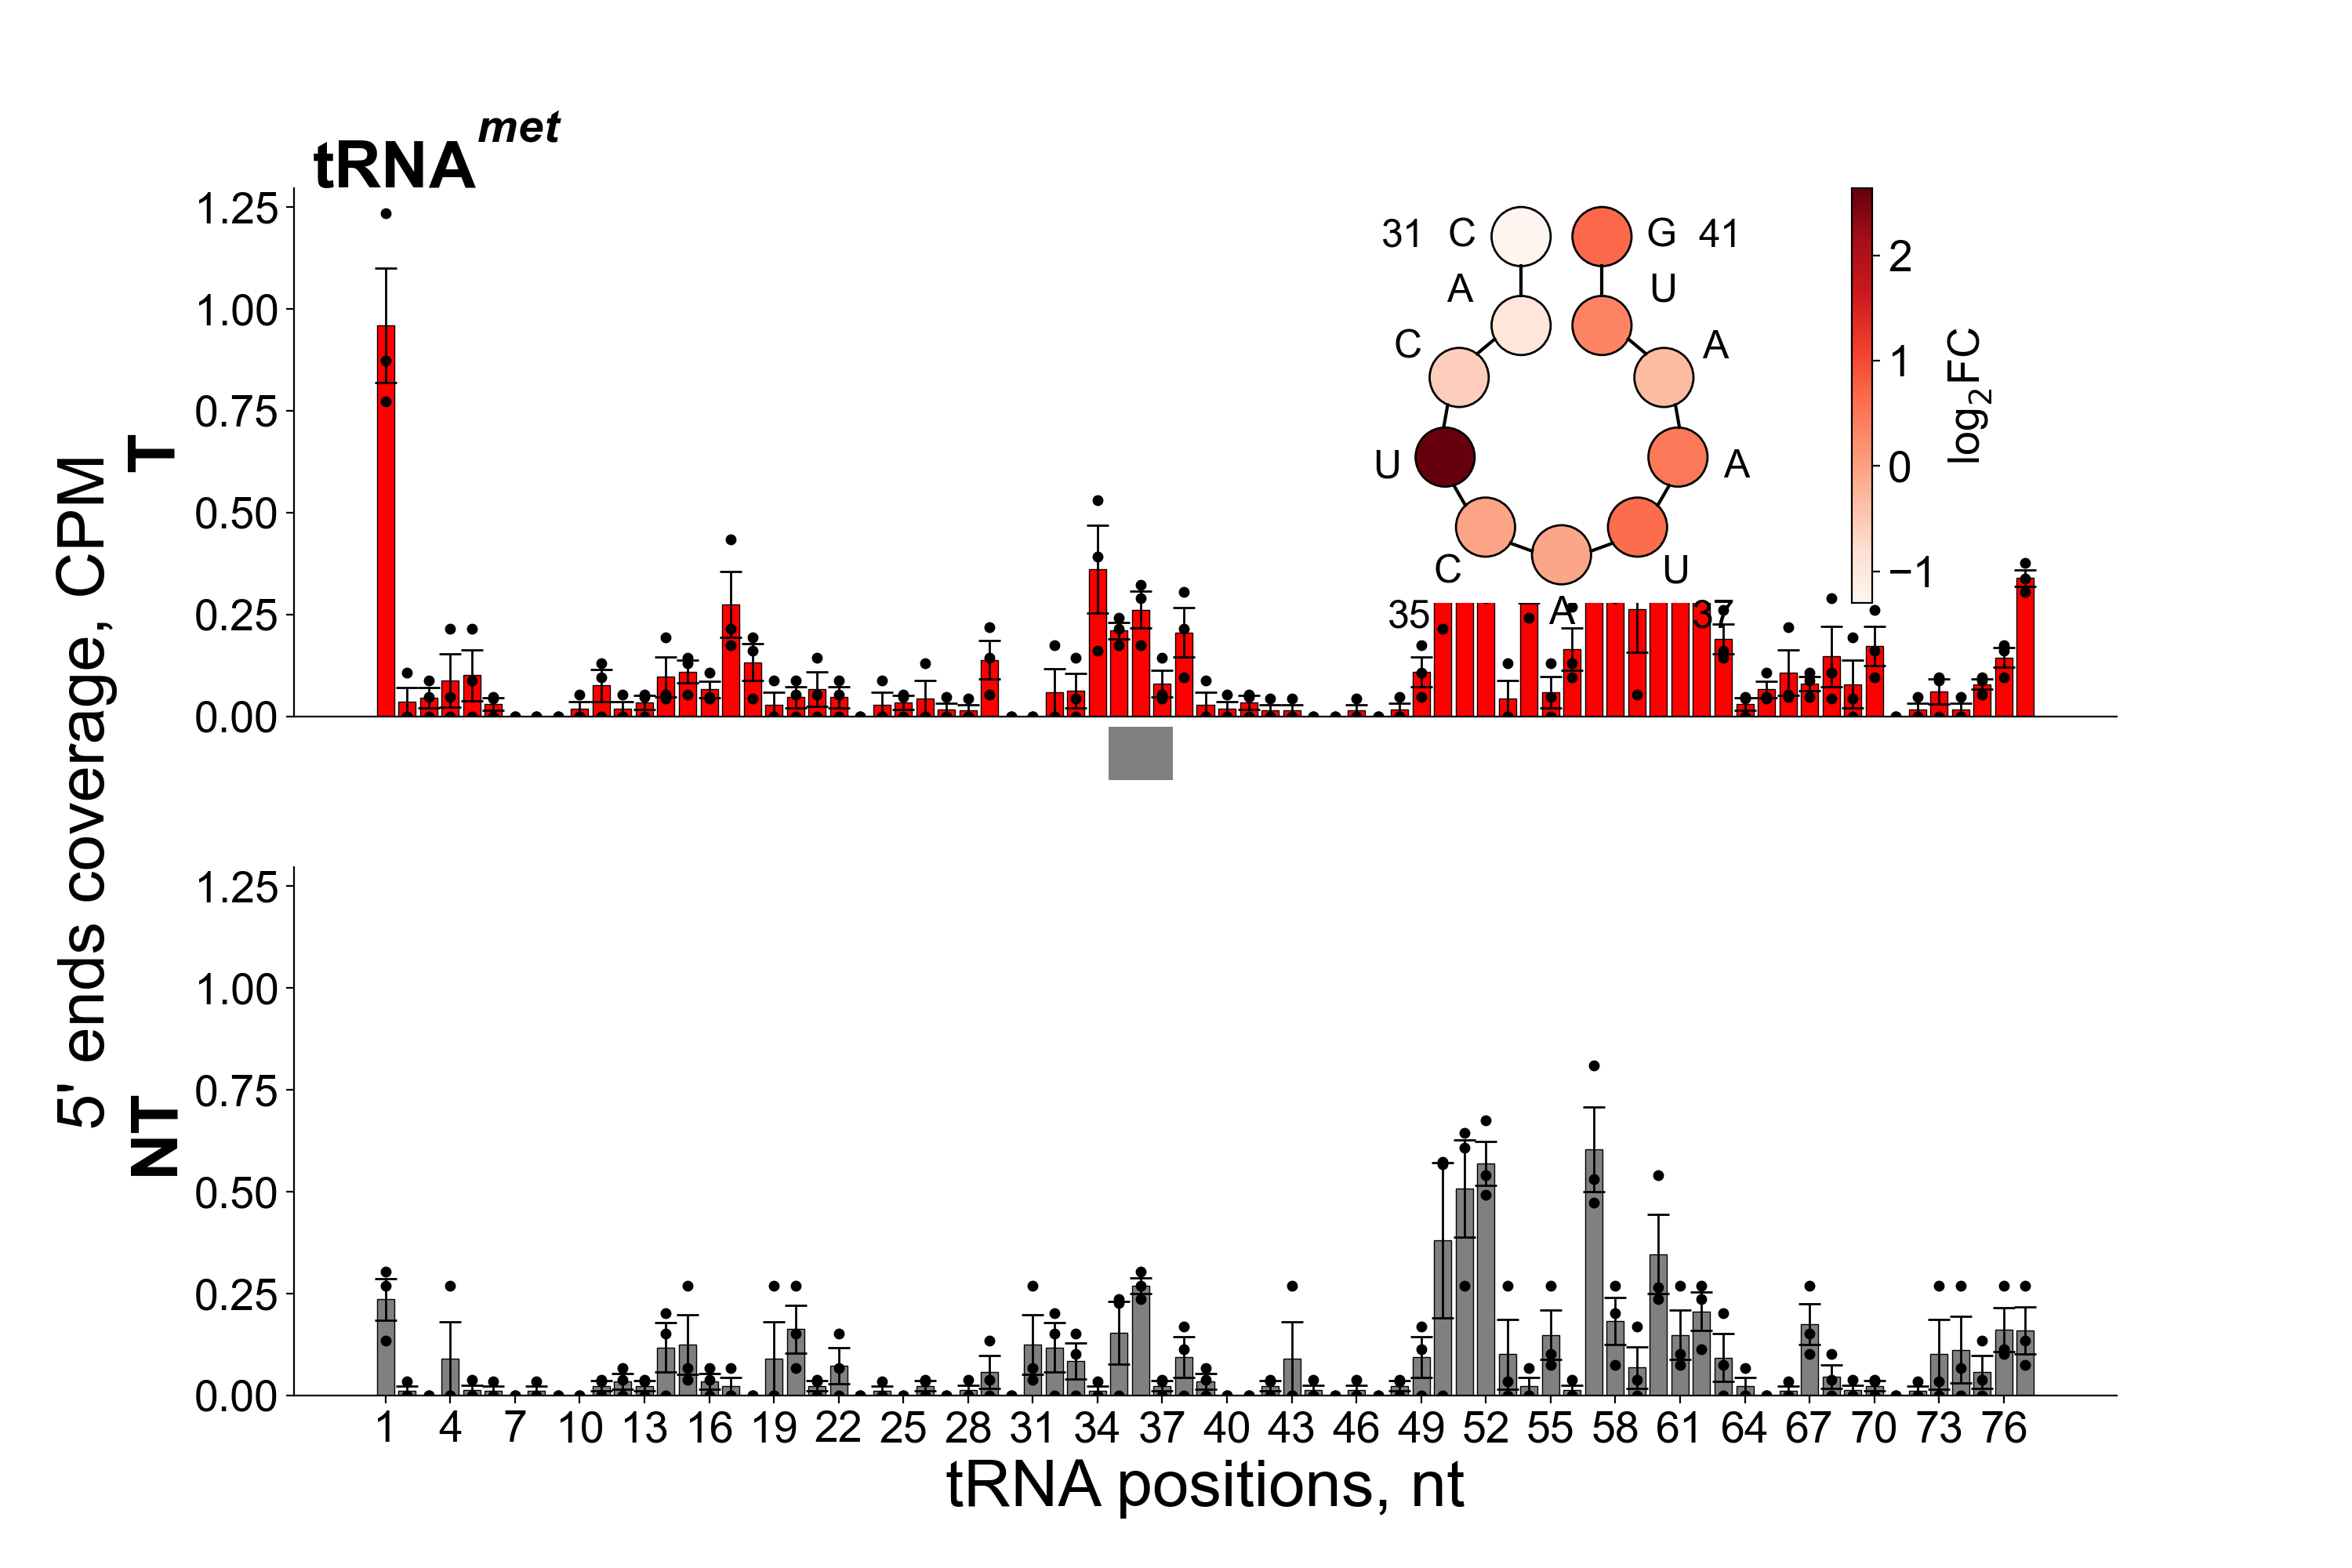 tRNA^met
1.25
1.00
0.75
0.50
0.25
0.00
T
5' ends coverage, CPM
31 C G 41
A U
C A
U A
C U
35 A 37
2
1
0
−1
log₂FC
1.25
1.00
0.75
0.50
0.25
0.00
NT
1 4 7 10 13 16 19 22 25 28 31 34 37 40 43 46 49 52 55 58 61 64 67 70 73 76
tRNA positions, nt